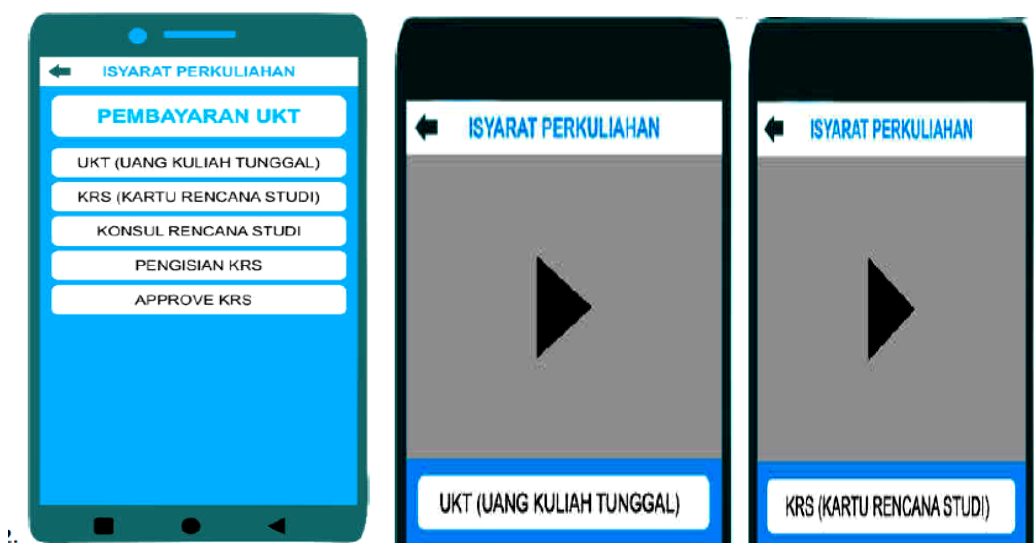 ISYARAT PERKULIAHAN
PEMBAYARAN UKT
UKT (UANG KULIAH TUNGGAL)
KRS (KARTU RENCANA STUDI)
KONSUL RENCANA STUDI
PENGISIAN KRS
APPROVE KRS
ISYARAT PERKULIAHAN
UKT (UANG KULIAH TUNGGAL)
ISYARAT PERKULIAHAN
KRS (KARTU RENCANA STUDI)